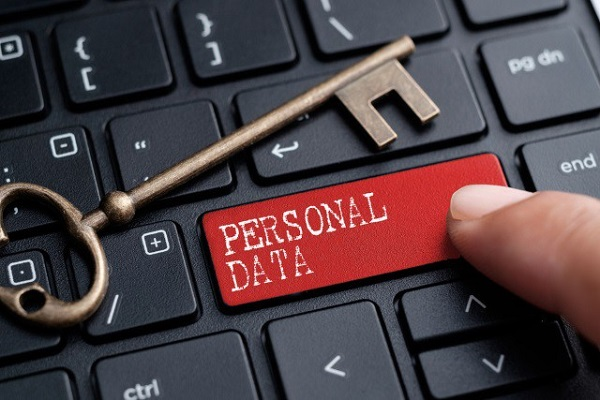 {
[
}
]
|
\
pg dn
:
;
"
'
↵
end
PERSONAL
DATA
/
ctrl
<
^
v